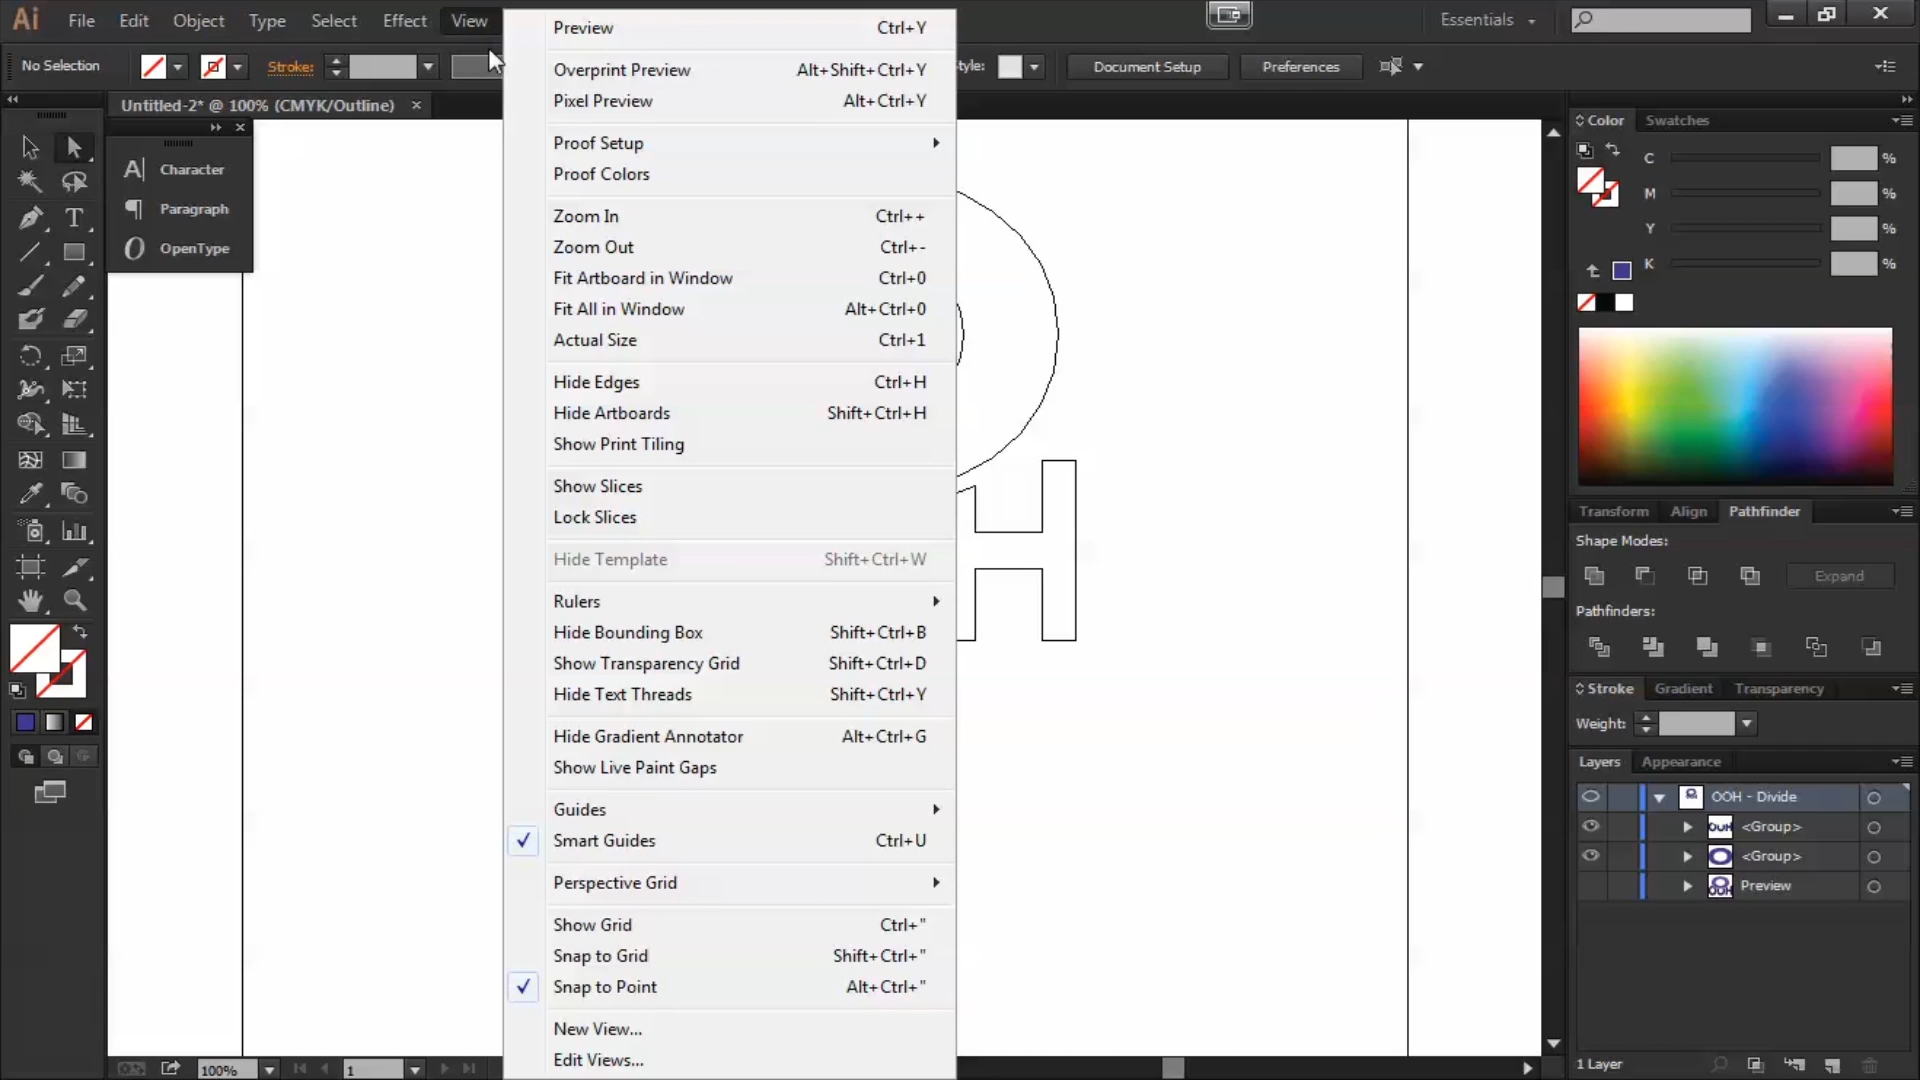 Ai File Edit Object Type Select Effect View
Essentials
No Selection
Stroke:
Style:
Document Setup
Preferences
Untitled-2* @ 100% (CMYK/Outline)
Character
Paragraph
OpenType
Preview Ctrl+Y
Overprint Preview Alt+Shift+Ctrl+Y
Pixel Preview Alt+Ctrl+Y
Proof Setup
Proof Colors
Zoom In Ctrl++
Zoom Out Ctrl+-
Fit Artboard in Window Ctrl+0
Fit All in Window Alt+Ctrl+0
Actual Size Ctrl+1
Hide Edges Ctrl+H
Hide Artboards Shift+Ctrl+H
Show Print Tiling
Show Slices
Lock Slices
Hide Template Shift+Ctrl+W
Rulers
Hide Bounding Box Shift+Ctrl+B
Show Transparency Grid Shift+Ctrl+D
Hide Text Threads Shift+Ctrl+Y
Hide Gradient Annotator Alt+Ctrl+G
Show Live Paint Gaps
Guides
Smart Guides Ctrl+U
Perspective Grid
Show Grid Ctrl+"
Snap to Grid Shift+Ctrl+"
Snap to Point Alt+Ctrl+"
New View...
Edit Views...
H
Color Swatches
C %
M %
Y %
K %
Transform Align Pathfinder
Shape Modes:
Expand
Pathfinders:
Stroke Gradient Transparency
Weight:
Layers Appearance
OOH - Divide
<Group>
<Group>
Preview
1 Layer
100%
1